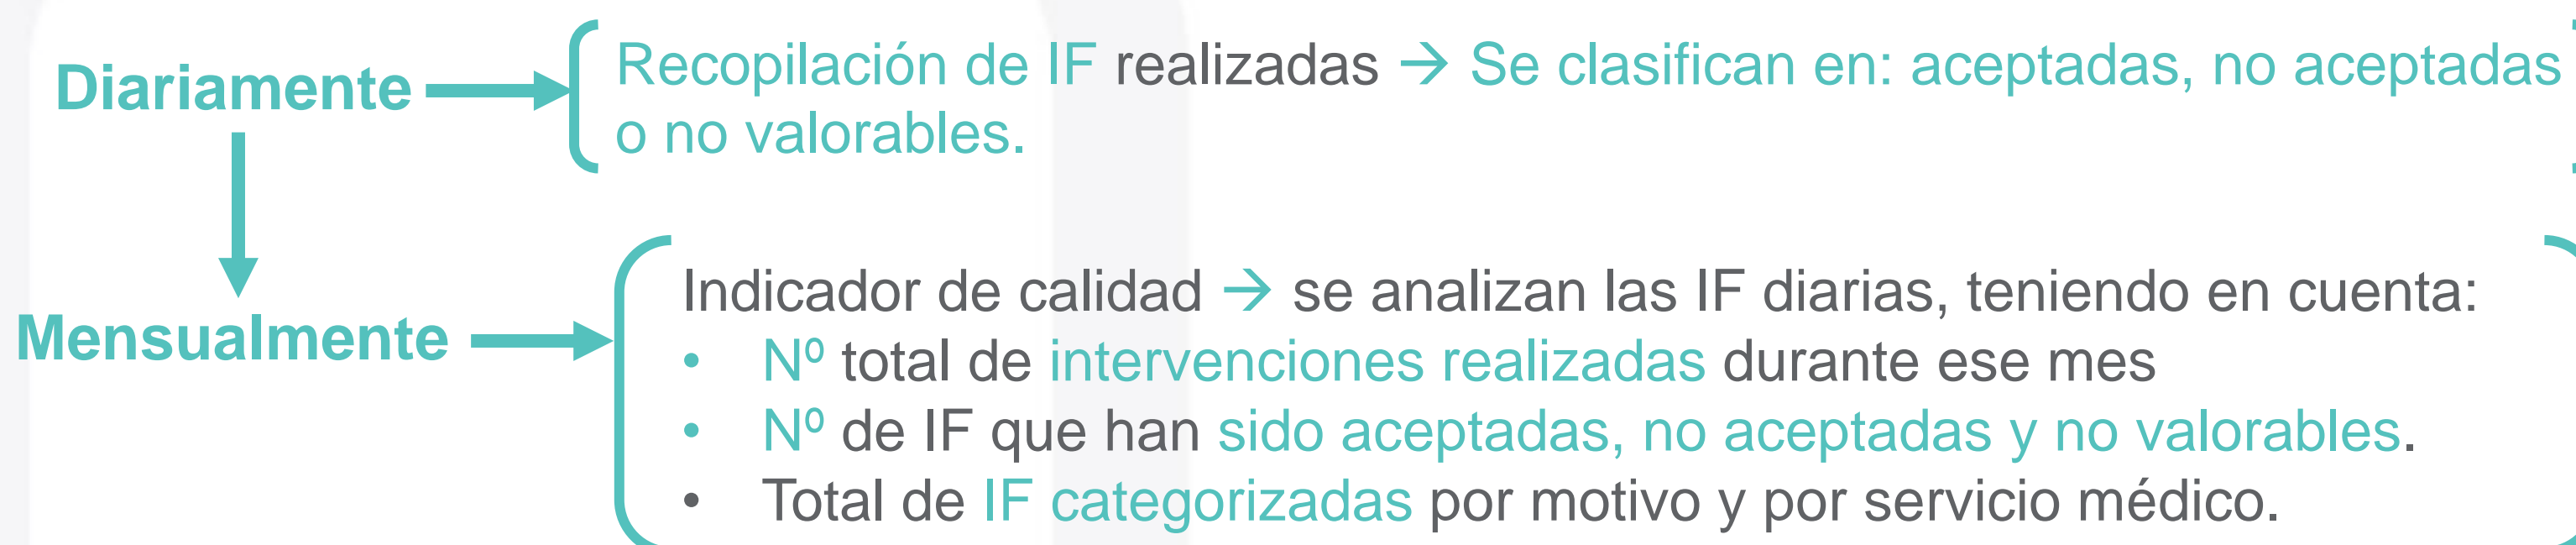 Diariamente
Recopilación de IF realizadas → Se clasifican en: aceptadas, no aceptadas
o no valorables.
Mensualmente
Indicador de calidad → se analizan las IF diarias, teniendo en cuenta:
• Nº total de intervenciones realizadas durante ese mes
• Nº de IF que han sido aceptadas, no aceptadas y no valorables.
• Total de IF categorizadas por motivo y por servicio médico.